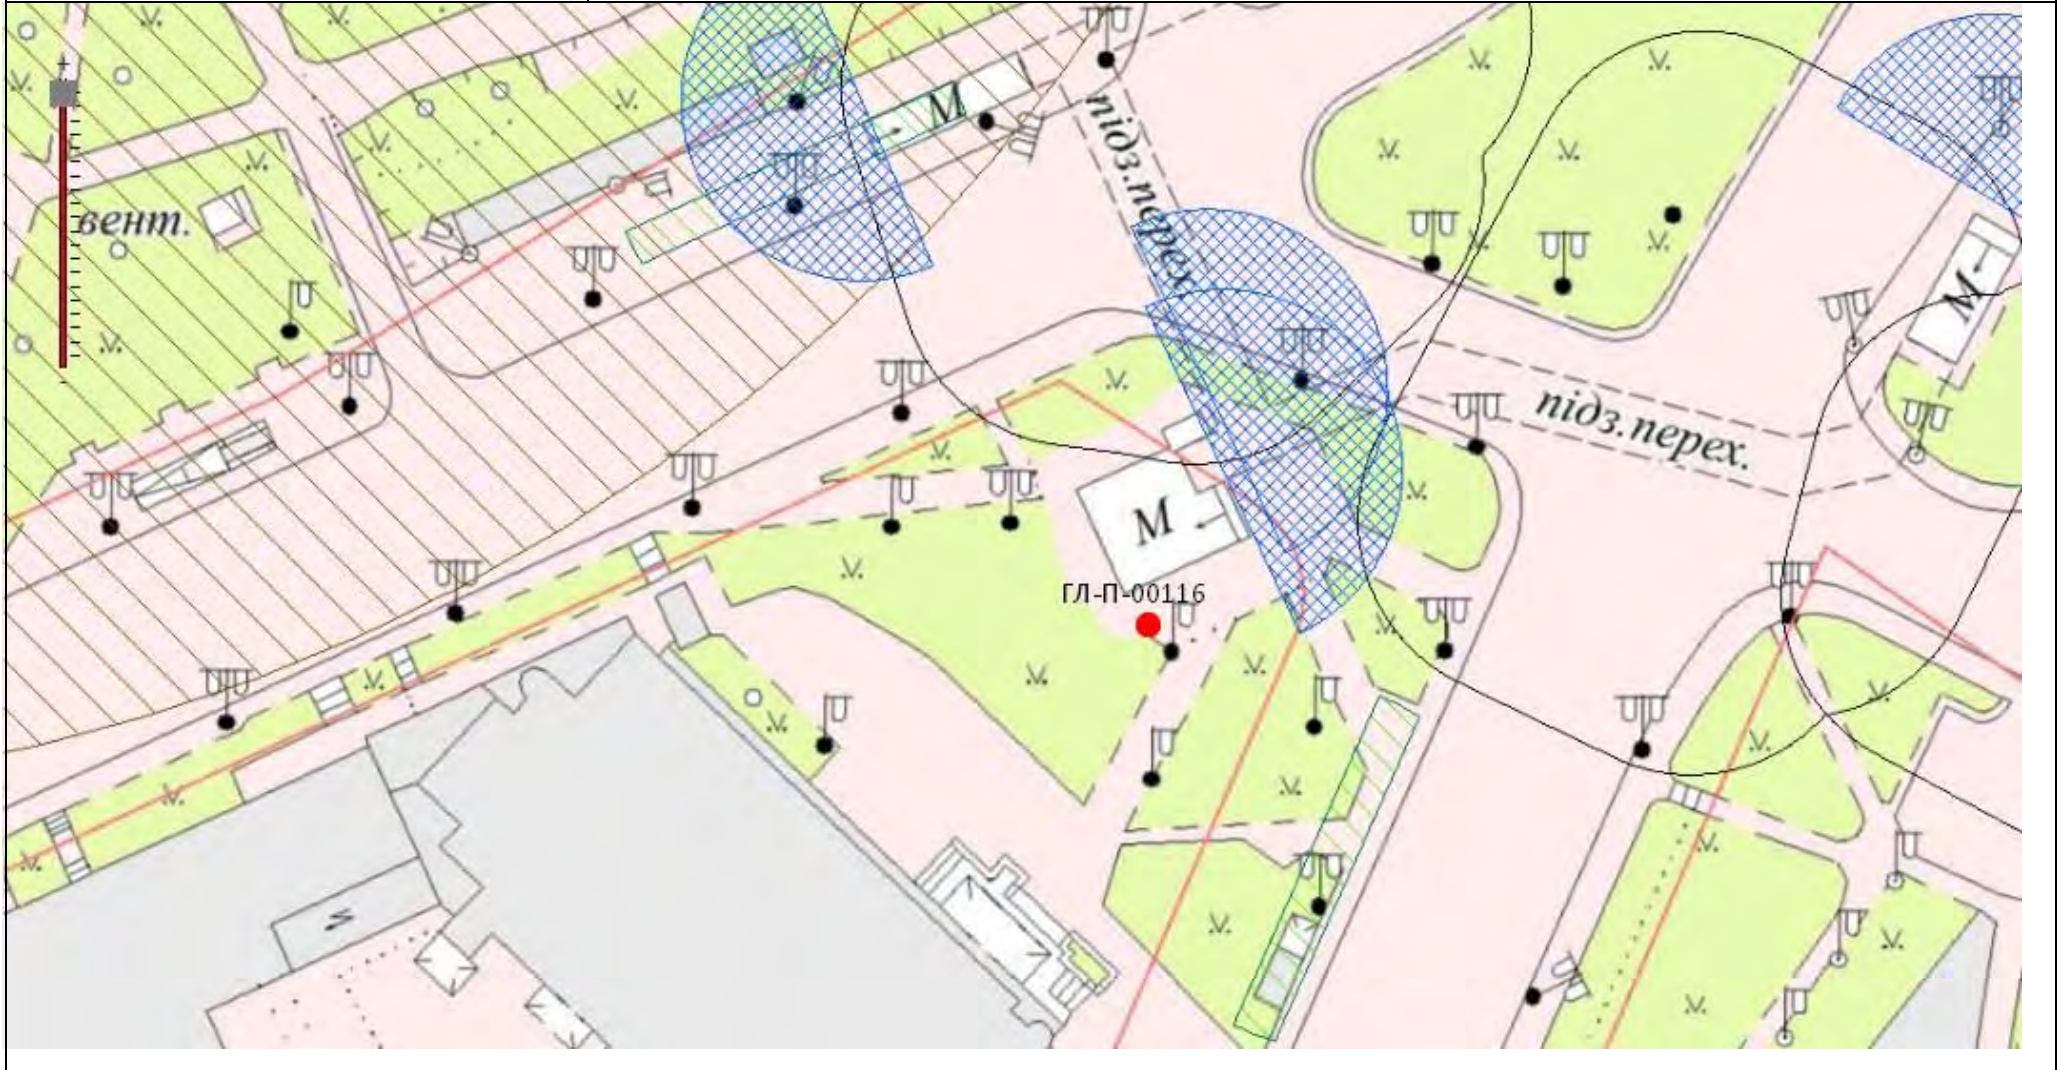 М
підз.перех.
вент.
М
підз.перех.
М
ГЛ-П-00116